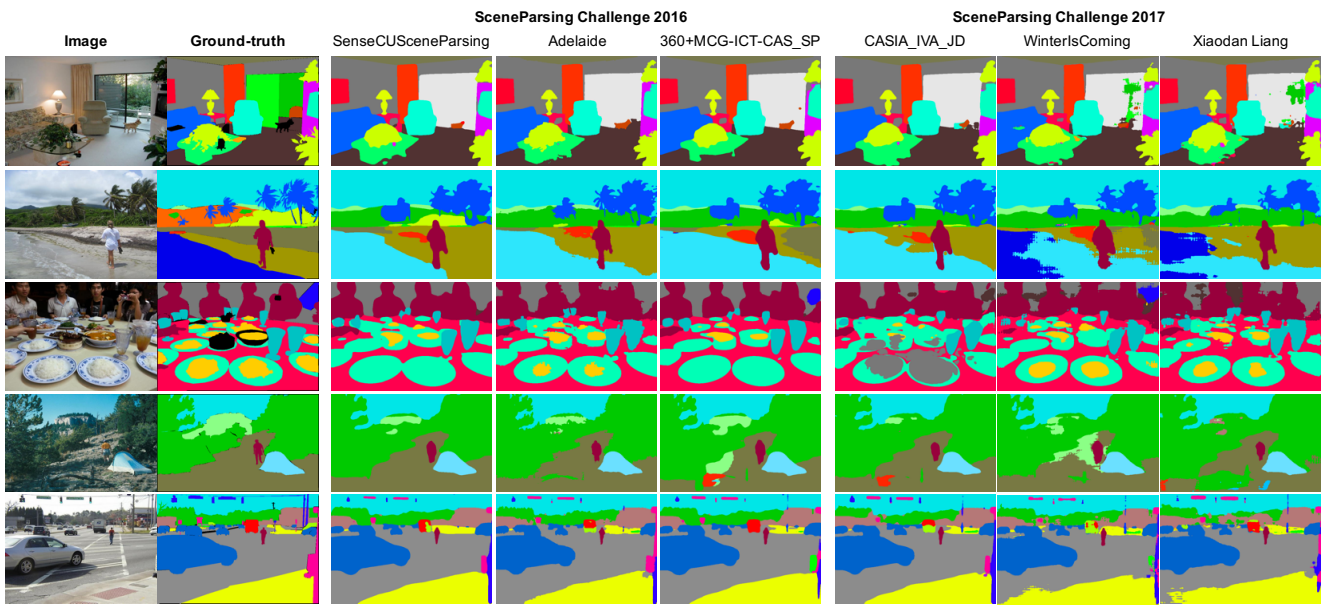 SceneParsing Challenge 2016 SceneParsing Challenge 2017
Image Ground-truth SenseCUSceneParsing Adelaide 360+MCG-ICT-CAS_SP CASIA_IVA_JD WinterIsComing Xiaodan Liang